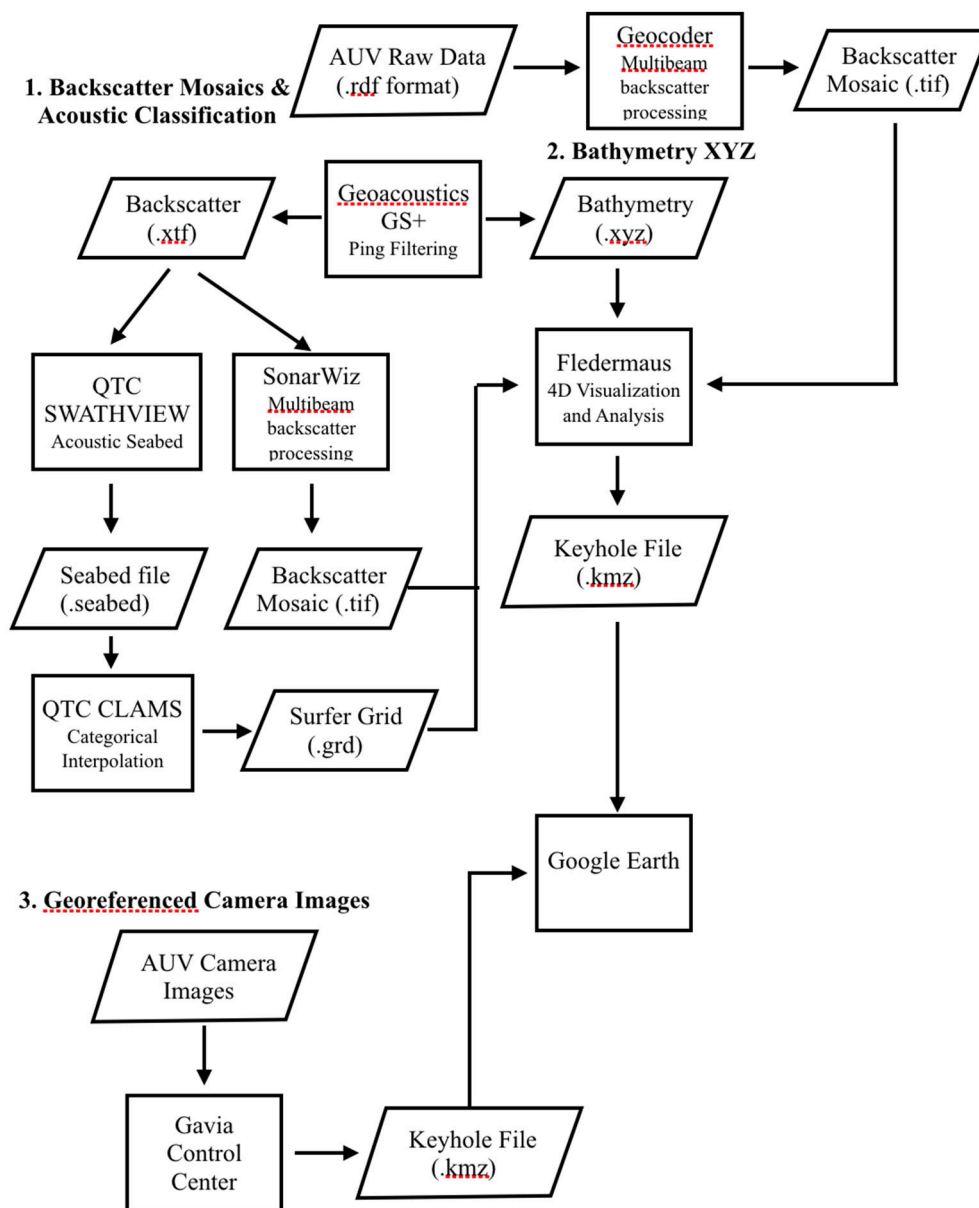 AUV Raw Data
(.rdf format)
Geocoder
Multibeam
backscatter
processing
Backscatter
Mosaic (.tif)
1. Backscatter Mosaics &
Acoustic Classification
2. Bathymetry XYZ
Backscatter
(.xtf)
Geoacoustics
GS+
Ping Filtering
Bathymetry
(.xyz)
QTC
SWATHVIEW
Acoustic Seabed
SonarWiz
Multibeam
backscatter
processing
Fledermaus
4D Visualization
and Analysis
Seabed file
(.seabed)
Backscatter
Mosaic (.tif)
Keyhole File
(.kmz)
QTC CLAMS
Categorical
Interpolation
Surfer Grid
(.grd)
Google Earth
3. Georeferenced Camera Images
AUV Camera
Images
Gavia
Control
Center
Keyhole File
(.kmz)